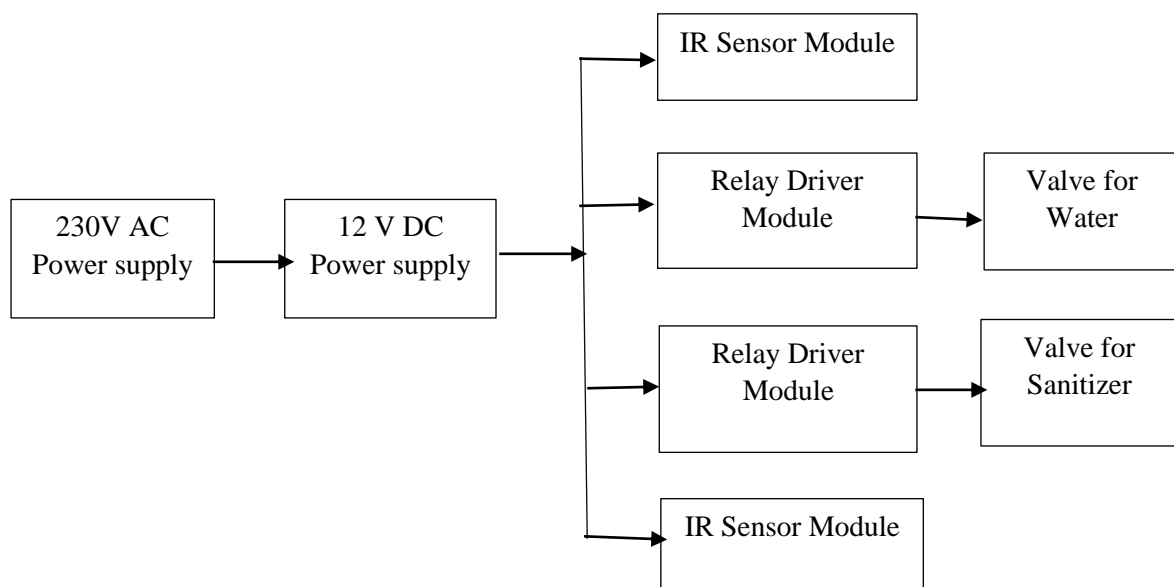 IR Sensor Module
Relay Driver
Module
Valve for
Water
230V AC
Power supply
12 V DC
Power supply
Relay Driver
Module
Valve for
Sanitizer
IR Sensor Module